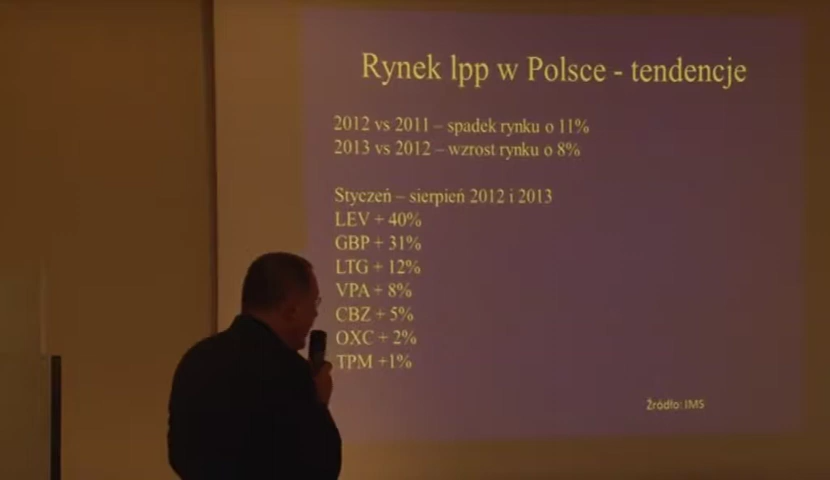 Rynek lpp w Polsce - tendencje
2012 vs 2011 – spadek rynku o 11%
2013 vs 2012 – wzrost rynku o 8%
Styczeń – sierpień 2012 i 2013
LEV + 40%
GBP + 31%
LTG + 12%
VPA + 8%
CBZ + 5%
OXC + 2%
TPM +1%
Źródło: IMS